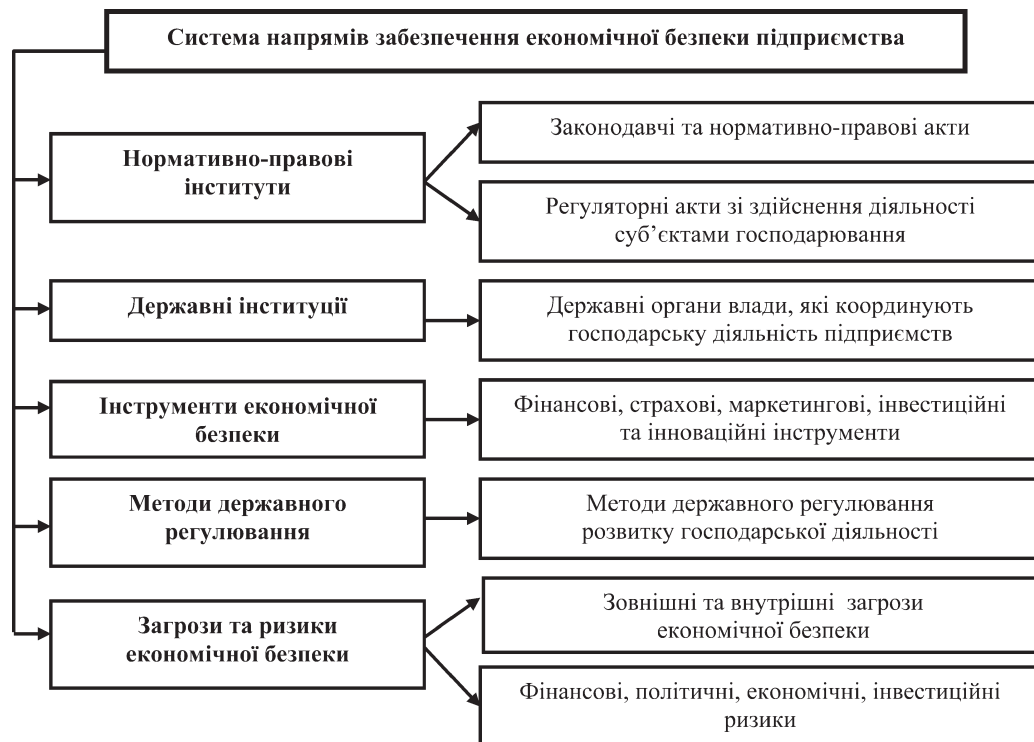 Система напрямів забезпечення економічної безпеки підприємства
Нормативно-правові
інститути
Законодавчі та нормативно-правові акти
Регуляторні акти зі здійснення діяльності
суб’єктами господарювання
Державні інституції
Державні органи влади, які координують
господарську діяльність підприємств
Інструменти економічної
безпеки
Фінансові, страхові, маркетингові, інвестиційні
та інноваційні інструменти
Методи державного
регулювання
Методи державного регулювання
розвитку господарської діяльності
Загрози та ризики
економічної безпеки
Зовнішні та внутрішні загрози
економічної безпеки
Фінансові, політичні, економічні, інвестиційні
ризики